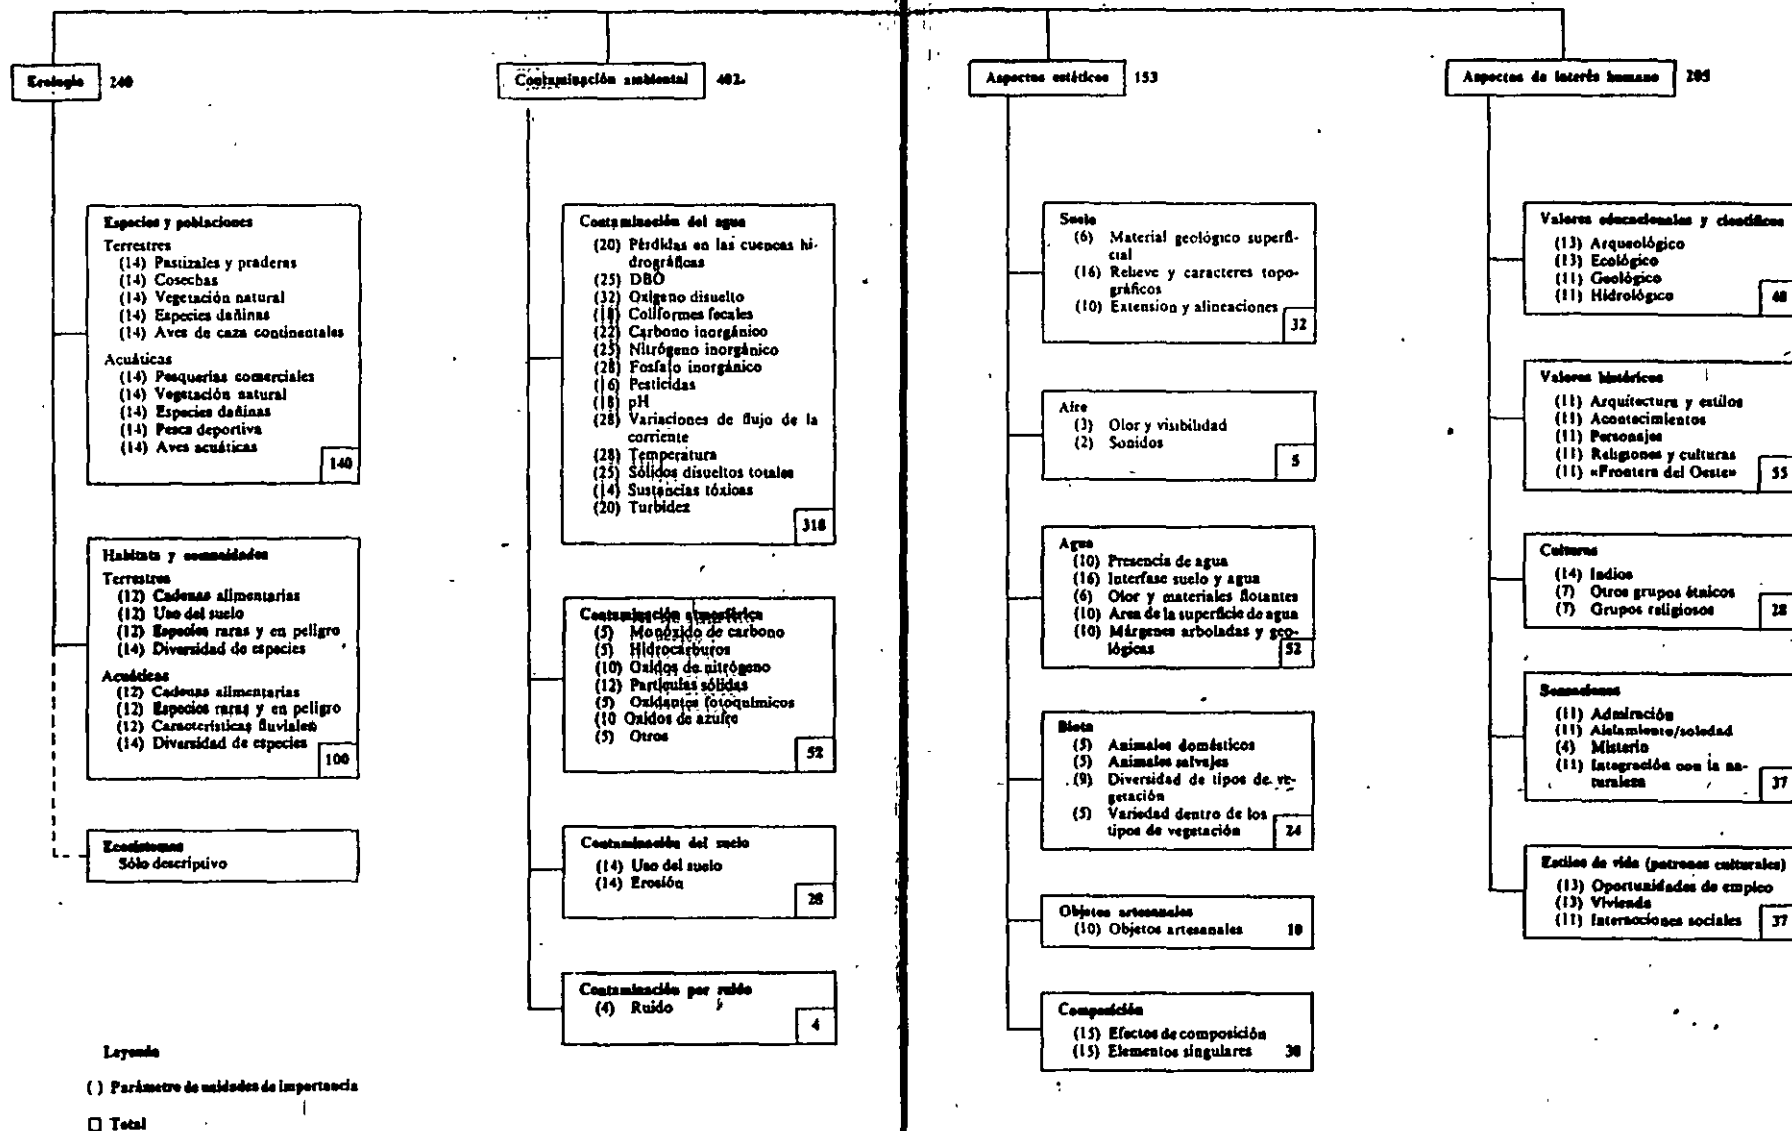 Ecología 240
Contaminación ambiental 402
Aspectos estéticos 153
Aspectos de interés humano 205
Especies y poblaciones
Terrestres
(14) Pastizales y praderas
(14) Cosechas
(14) Vegetación natural
(14) Especies dañinas
(14) Aves de caza continentales
Acuáticas
(14) Pesquerías comerciales
(14) Vegetación natural
(14) Especies dañinas
(14) Pesca deportiva
(14) Aves acuáticas
140
Habitats y comunidades
Terrestres
(12) Cadenas alimentarias
(12) Uso del suelo
(12) Especies raras y en peligro
(14) Diversidad de especies
Acuáticas
(12) Cadenas alimentarias
(12) Especies raras y en peligro
(12) Características fluviales
(14) Diversidad de especies
100
Ecosistemas
Sólo descriptivo
Leyenda
( ) Parámetro de unidades de importancia
□ Total
Contaminación del agua
(20) Pérdidas en las cuencas hi-
drográficas
(25) DBO
(32) Oxígeno disuelto
(18) Coliformes fecales
(22) Carbono inorgánico
(25) Nitrógeno inorgánico
(28) Fosfato inorgánico
(16) Pesticidas
(18) pH
(28) Variaciones de flujo de la
corriente
(28) Temperatura
(25) Sólidos disueltos totales
(14) Sustancias tóxicas
(20) Turbidez
318
Contaminación atmosférica
(5) Monóxido de carbono
(5) Hidrocarburos
(10) Oxidos de nitrógeno
(12) Partículas sólidas
(5) Oxidantes fotoquímicos
(10 Oxidos de azufre
(5) Otros
52
Contaminación del suelo
(14) Uso del suelo
(14) Erosión
28
Contaminación por ruido
(4) Ruido
4
Suelo
(6) Material geológico superfi-
cial
(16) Relieve y caracteres topo-
gráficos
(10) Extension y alineaciones
32
Aire
(3) Olor y visibilidad
(2) Sonidos
5
Agua
(10) Presencia de agua
(16) Interfase suelo y agua
(6) Olor y materiales flotantes
(10) Area de la superficie de agua
(10) Márgenes arboladas y geo-
lógicas
52
Biota
(5) Animales domésticos
(5) Animales salvajes
(9) Diversidad de tipos de ve-
getación
(5) Variedad dentro de los
tipos de vegetación
24
Objetos artesanales
(10) Objetos artesanales 10
Composición
(15) Efectos de composición
(15) Elementos singulares 30
Valores educacionales y científicos
(13) Arqueológico
(13) Ecológico
(11) Geológico
(11) Hidrológico
48
Valores históricos
(11) Arquitectura y estilos
(11) Acontecimientos
(11) Personajes
(11) Religiones y culturas
(11) «Frontera del Oeste»
55
Culturas
(14) Indios
(7) Otros grupos étnicos
(7) Grupos religiosos
28
Sensaciones
(11) Admiración
(11) Aislamiento/soledad
(4) Misterio
(11) Integración con la na-
turaleza
37
Estilos de vida (patrones culturales)
(13) Oportunidades de empleo
(13) Vivienda
(11) Interacciones sociales
37